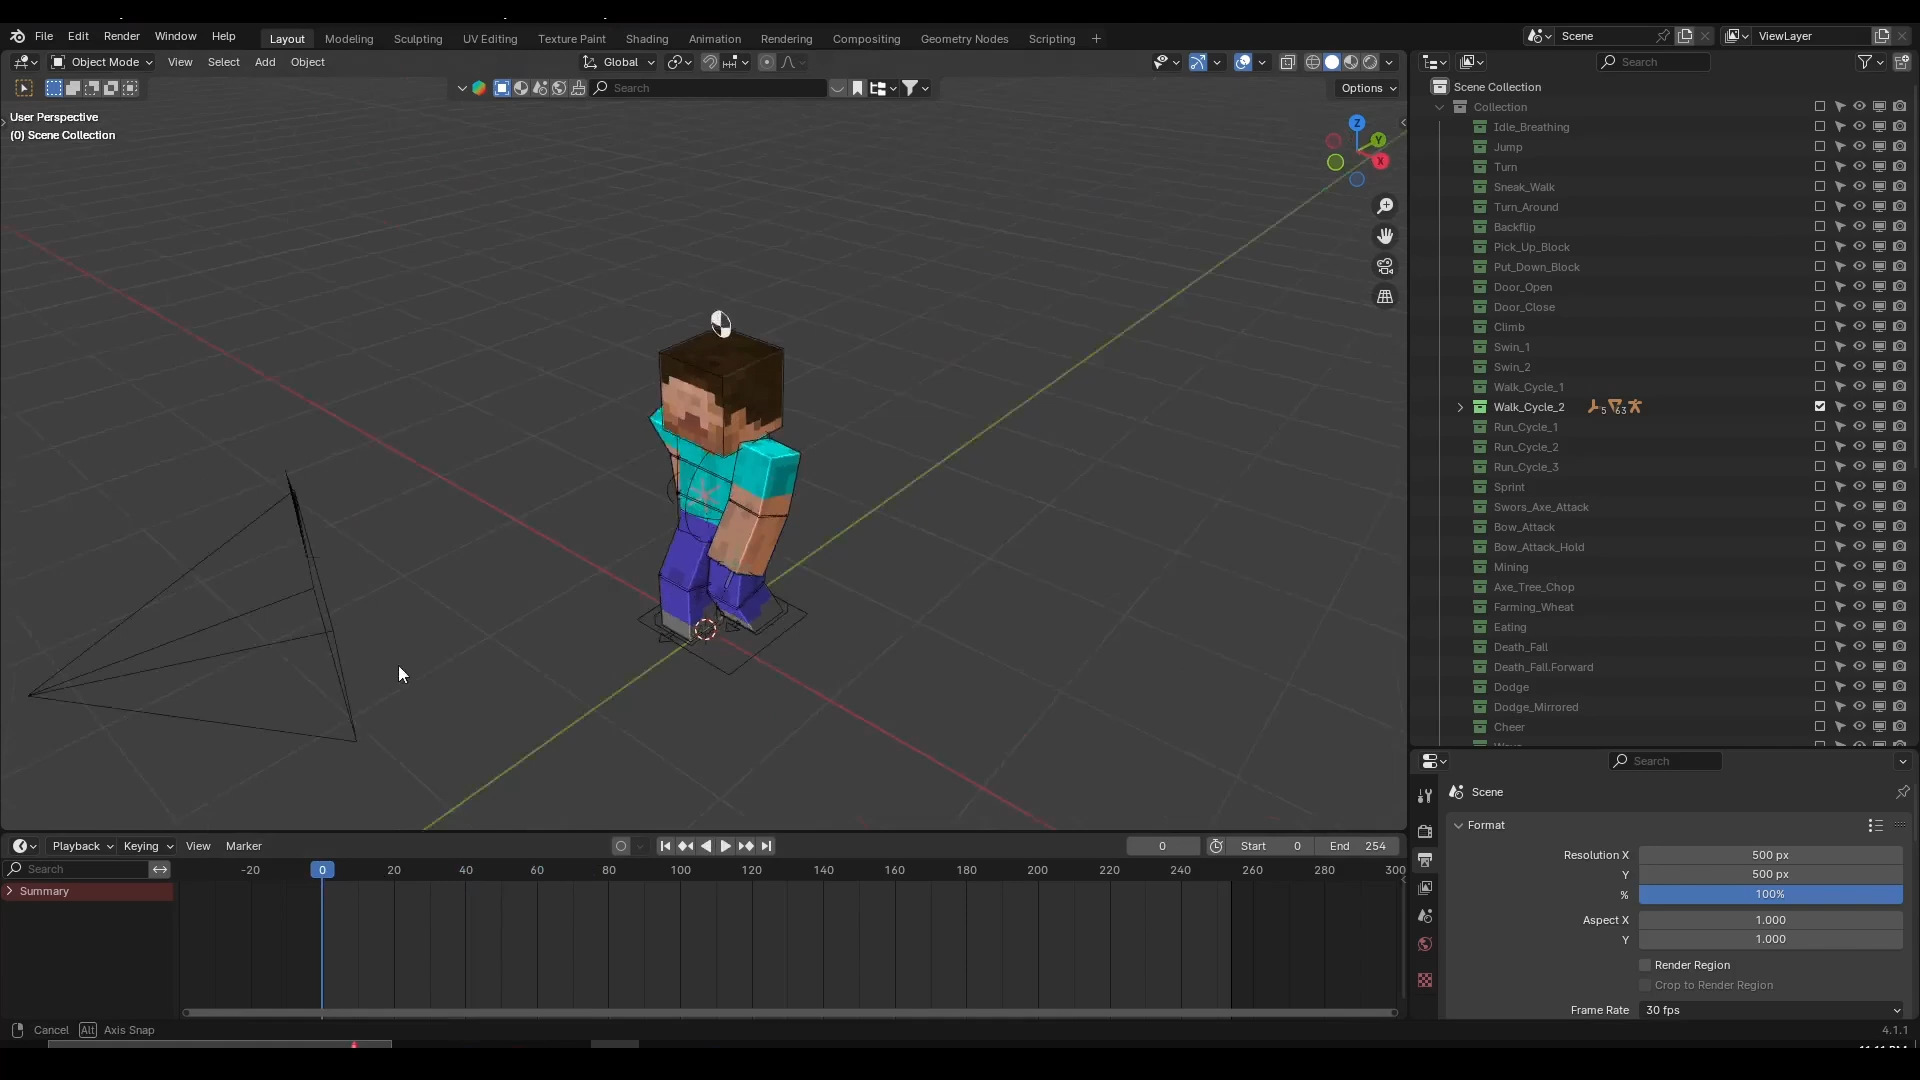 File Edit Render Window Help
Layout Modeling Sculpting UV Editing Texture Paint Shading Animation Rendering Compositing Geometry Nodes Scripting +
Scene
ViewLayer
Object Mode View Select Add Object
Global
Search
Search
Options
User Perspective
(0) Scene Collection
Z
Y
X
Scene Collection
Collection
Idle_Breathing
Jump
Turn
Sneak_Walk
Turn_Around
Backflip
Pick_Up_Block
Put_Down_Block
Door_Open
Door_Close
Climb
Swin_1
Swin_2
Walk_Cycle_1
Walk_Cycle_2 5 63
Run_Cycle_1
Run_Cycle_2
Run_Cycle_3
Sprint
Swors_Axe_Attack
Bow_Attack
Bow_Attack_Hold
Mining
Axe_Tree_Chop
Farming_Wheat
Eating
Death_Fall
Death_Fall.Forward
Dodge
Dodge_Mirrored
Cheer
Search
Scene
Format
Resolution X 500 px
Y 500 px
% 100%
Aspect X 1.000
Y 1.000
Render Region
Crop to Render Region
Frame Rate 30 fps
Playback Keying View Marker
0
Start 0
End 254
Search
-20 0 20 40 60 80 100 120 140 160 180 200 220 240 260 280 300
Summary
Cancel Alt Axis Snap
4.1.1